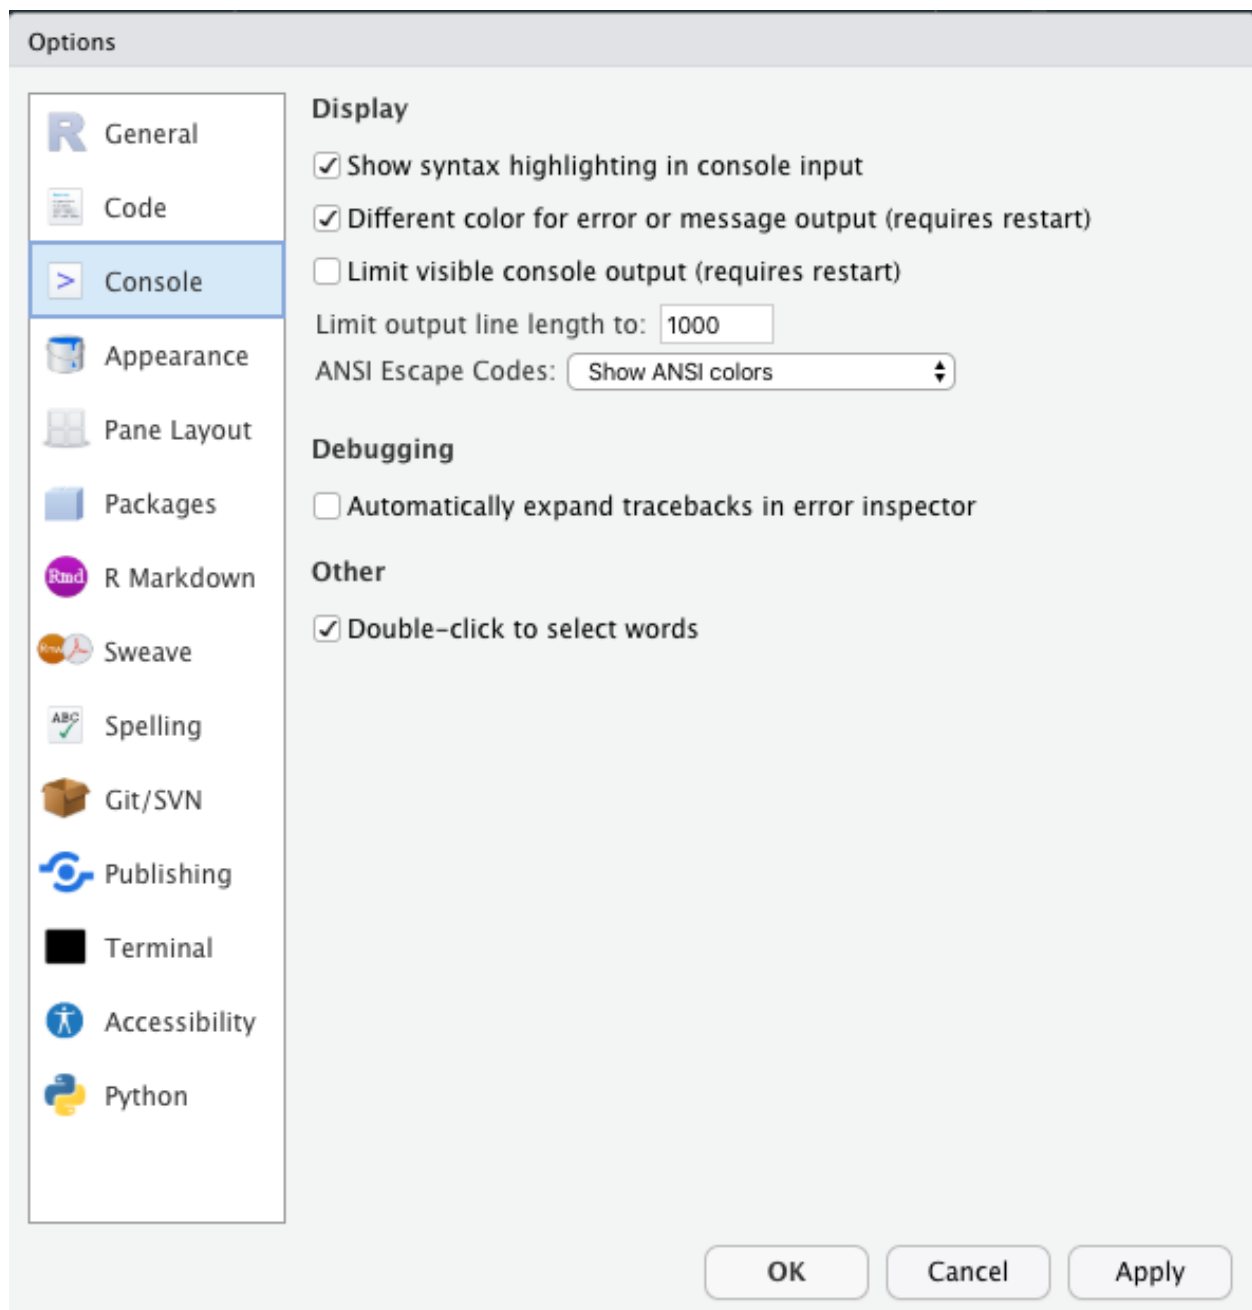 Options
General
Code
> Console
Appearance
Pane Layout
Packages
Rmd R Markdown
Rnw Sweave
ABC Spelling
Git/SVN
Publishing
Terminal
Accessibility
Python
Display
Show syntax highlighting in console input
Different color for error or message output (requires restart)
Limit visible console output (requires restart)
Limit output line length to: 1000
ANSI Escape Codes: Show ANSI colors
Debugging
Automatically expand tracebacks in error inspector
Other
Double-click to select words
OK Cancel Apply